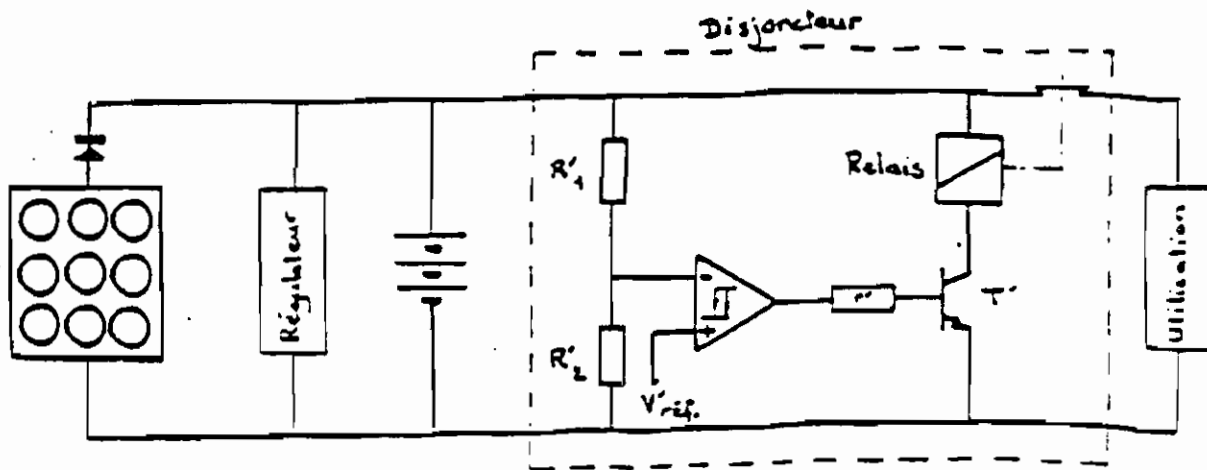 Disjoncteur
R'1
Relais
Régulateur
- 
r'
T'
+
R'2
V'réf.
Utilisation